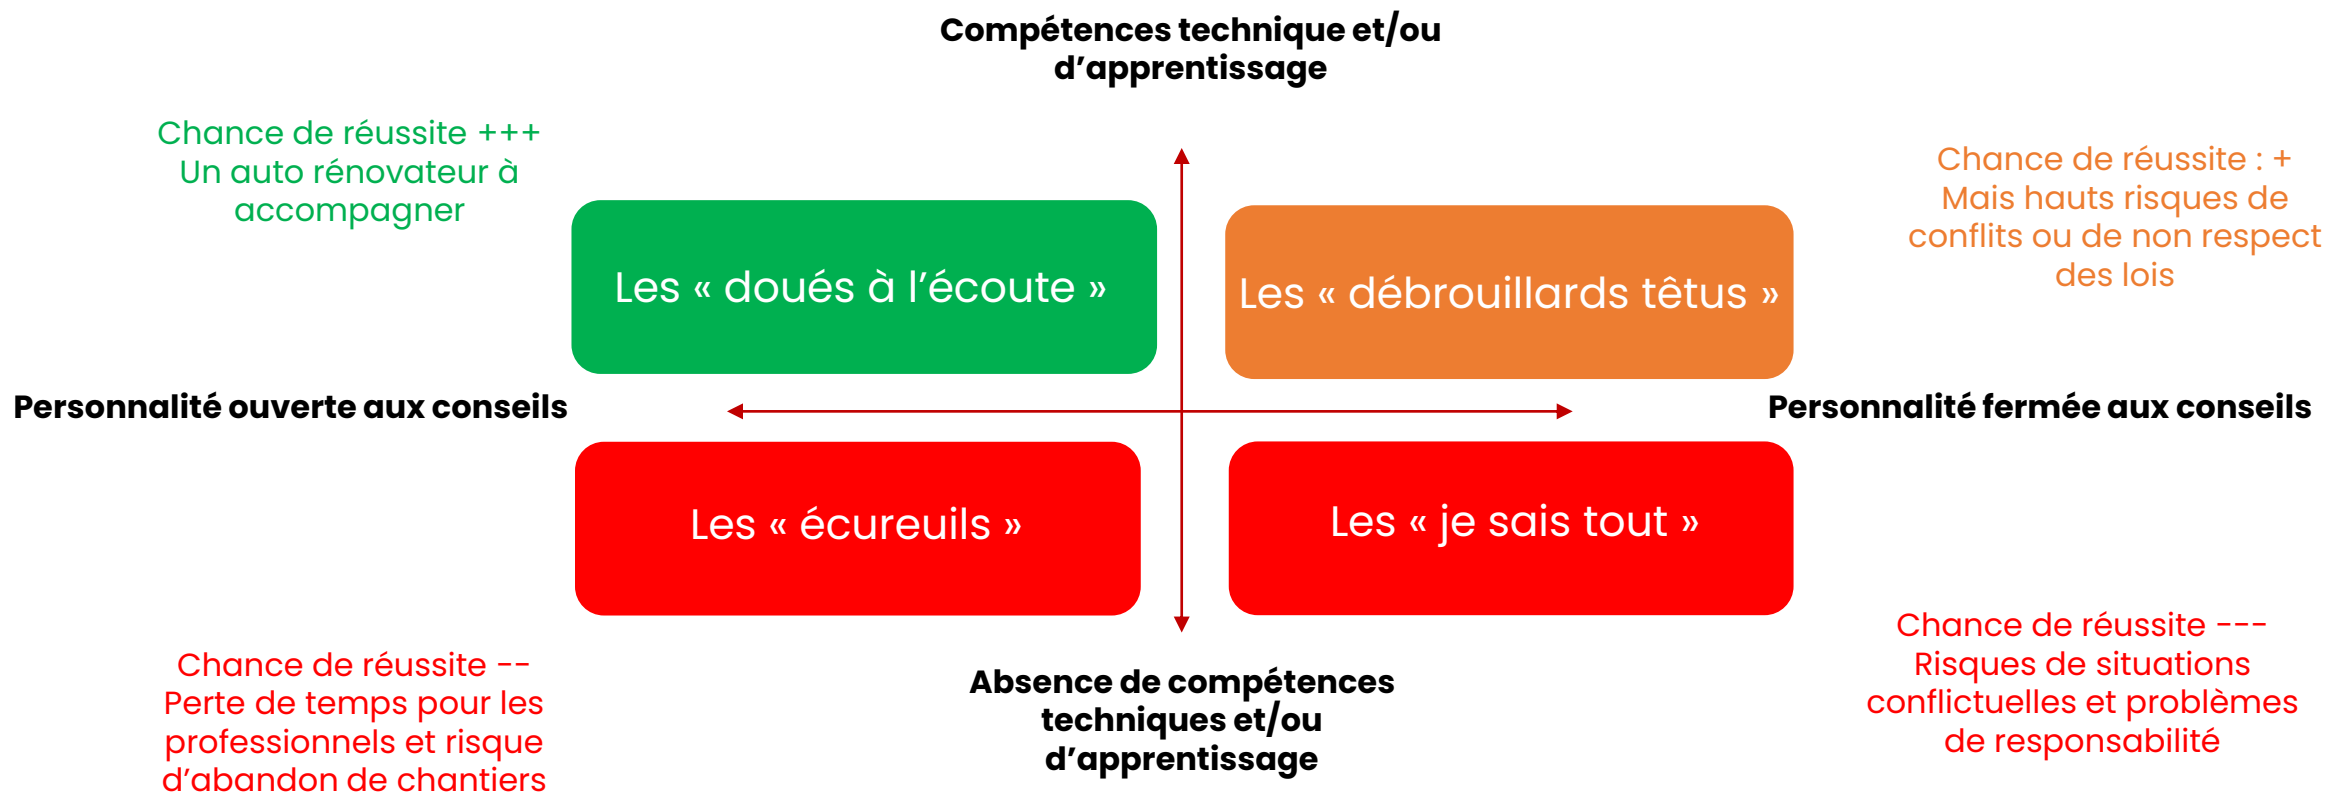 Compétences technique et/ou
d’apprentissage
Chance de réussite +++
Un auto rénovateur à
accompagner
Chance de réussite : +
Mais hauts risques de
conflits ou de non respect
des lois
Les « doués à l’écoute »
Les « débrouillards têtus »
Personnalité ouverte aux conseils
Personnalité fermée aux conseils
Les « écureuils »
Les « je sais tout »
Chance de réussite --
Perte de temps pour les
professionnels et risque
d’abandon de chantiers
Absence de compétences
techniques et/ou
d’apprentissage
Chance de réussite ---
Risques de situations
conflictuelles et problèmes
de responsabilité